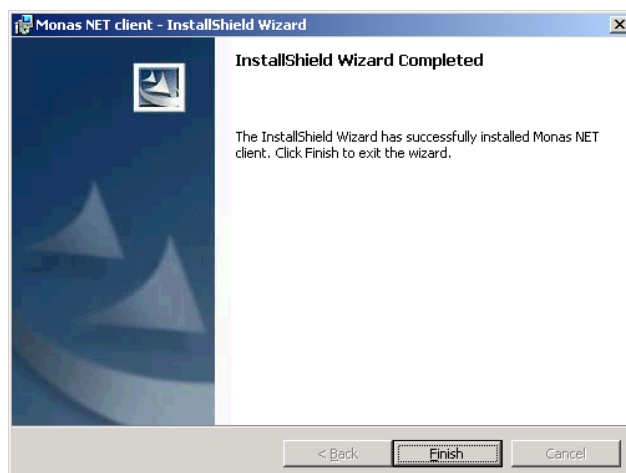 Monas NET client - InstallShield Wizard
InstallShield Wizard Completed
The InstallShield Wizard has successfully installed Monas NET
client. Click Finish to exit the wizard.
< Back
Finish
Cancel